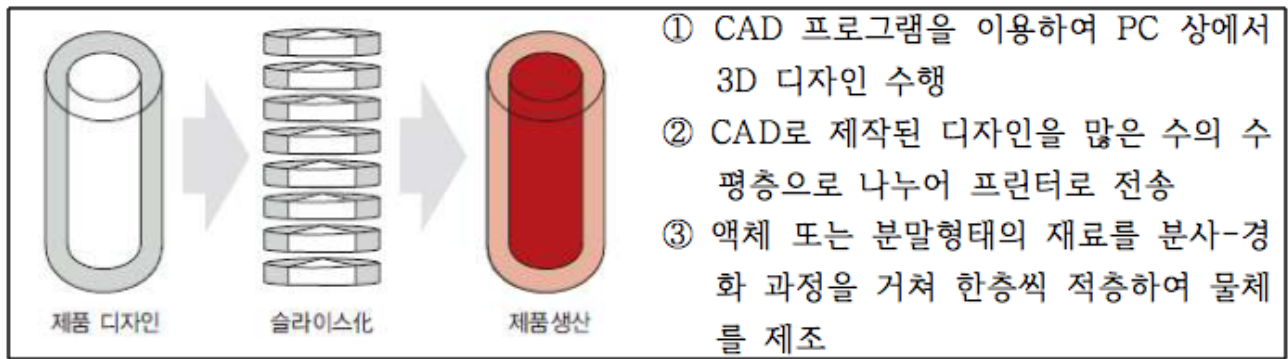 제품 디자인
슬라이스化
제품생산
① CAD 프로그램을 이용하여 PC 상에서
3D 디자인 수행
② CAD로 제작된 디자인을 많은 수의 수
평층으로 나누어 프린터로 전송
③ 액체 또는 분말형태의 재료를 분사-경
화 과정을 거쳐 한층씩 적층하여 물체
를 제조